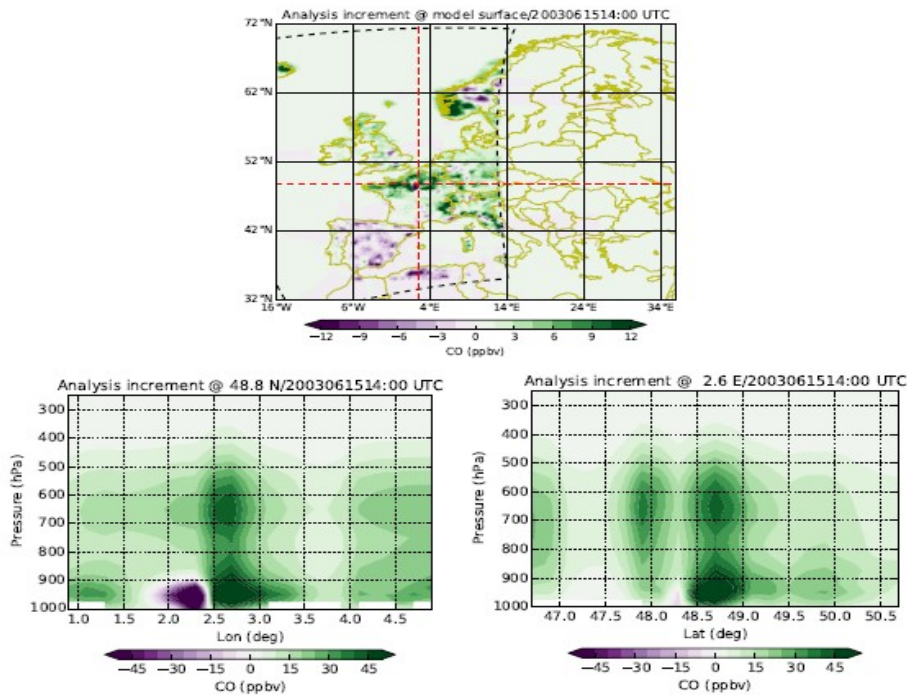 Analysis increment @ model surface/2003061514:00 UTC
72°N
62°N
52°N
42°N
32°N
16°W 6°W 4°E 14°E 24°E 34°E
−12 −9 −6 −3 0 3 6 9 12
CO (ppbv)
Analysis increment @ 48.8 N/2003061514:00 UTC
Pressure (hPa)
300
400
500
600
700
800
900
1000
1.0 1.5 2.0 2.5 3.0 3.5 4.0 4.5
Lon (deg)
−45 −30 −15 0 15 30 45
CO (ppbv)
Analysis increment @ 2.6 E/2003061514:00 UTC
Pressure (hPa)
300
400
500
600
700
800
900
1000
47.0 47.5 48.0 48.5 49.0 49.5 50.0 50.5
Lat (deg)
−45 −30 −15 0 15 30 45
CO (ppbv)